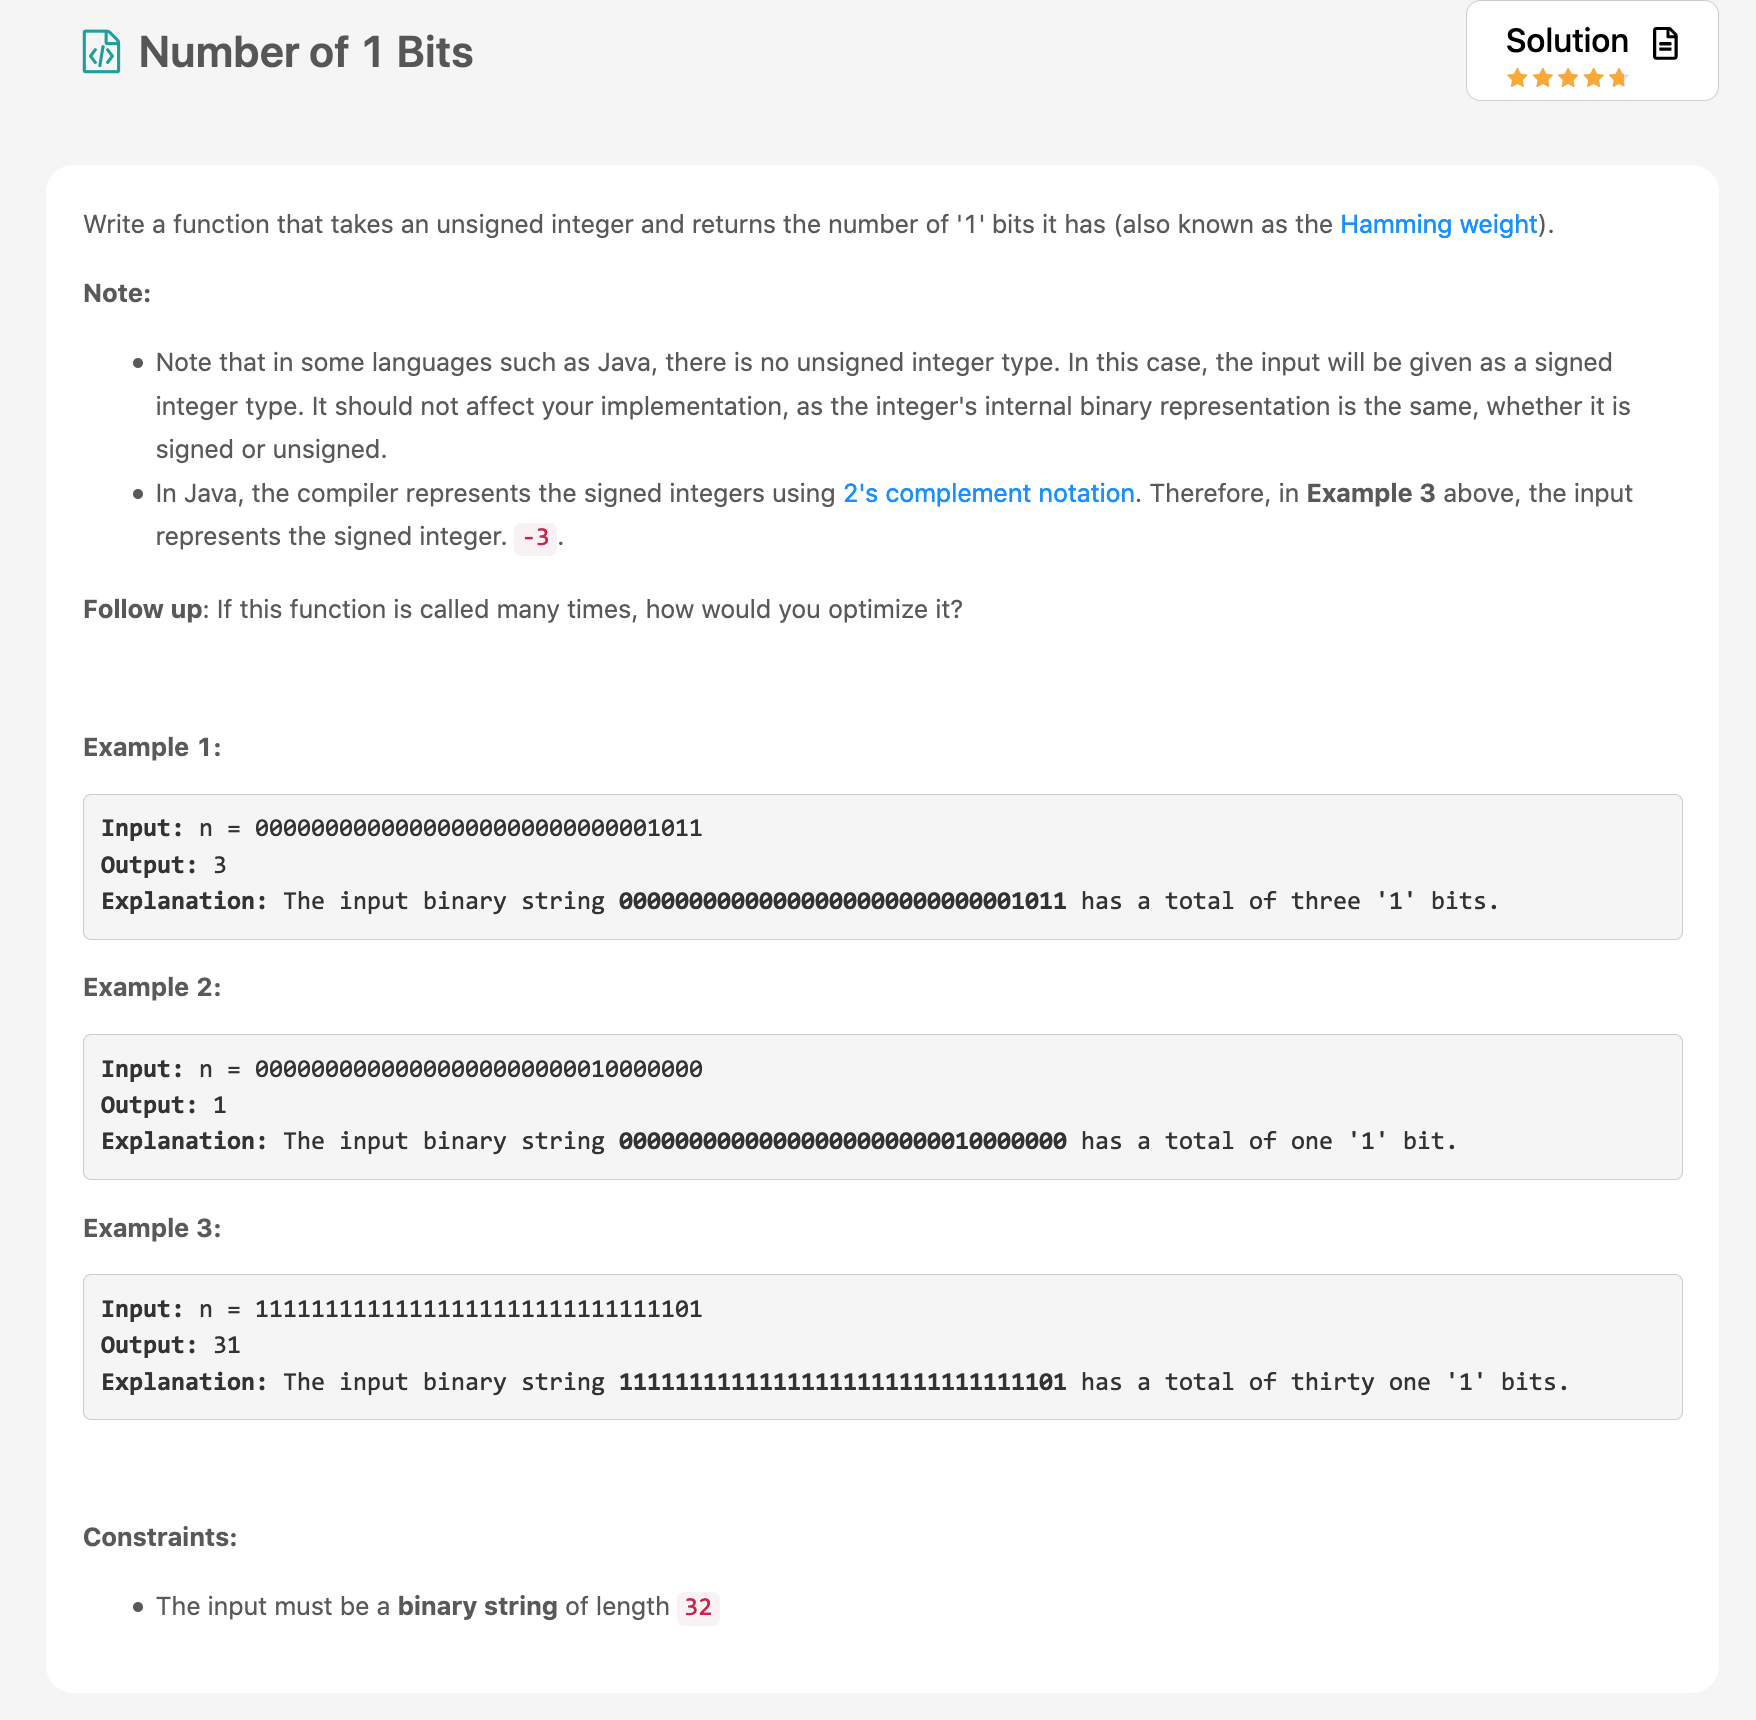 Number of 1 Bits
Solution
Write a function that takes an unsigned integer and returns the number of '1' bits it has (also known as the Hamming weight).
Note:
Note that in some languages such as Java, there is no unsigned integer type. In this case, the input will be given as a signed
integer type. It should not affect your implementation, as the integer's internal binary representation is the same, whether it is
signed or unsigned.
In Java, the compiler represents the signed integers using 2's complement notation. Therefore, in Example 3 above, the input
represents the signed integer. -3.
Follow up: If this function is called many times, how would you optimize it?
Example 1:
Input: n = 00000000000000000000000000001011
Output: 3
Explanation: The input binary string 00000000000000000000000000001011 has a total of three '1' bits.
Example 2:
Input: n = 00000000000000000000000010000000
Output: 1
Explanation: The input binary string 00000000000000000000000010000000 has a total of one '1' bit.
Example 3:
Input: n = 11111111111111111111111111111101
Output: 31
Explanation: The input binary string 11111111111111111111111111111101 has a total of thirty one '1' bits.
Constraints:
The input must be a binary string of length 32